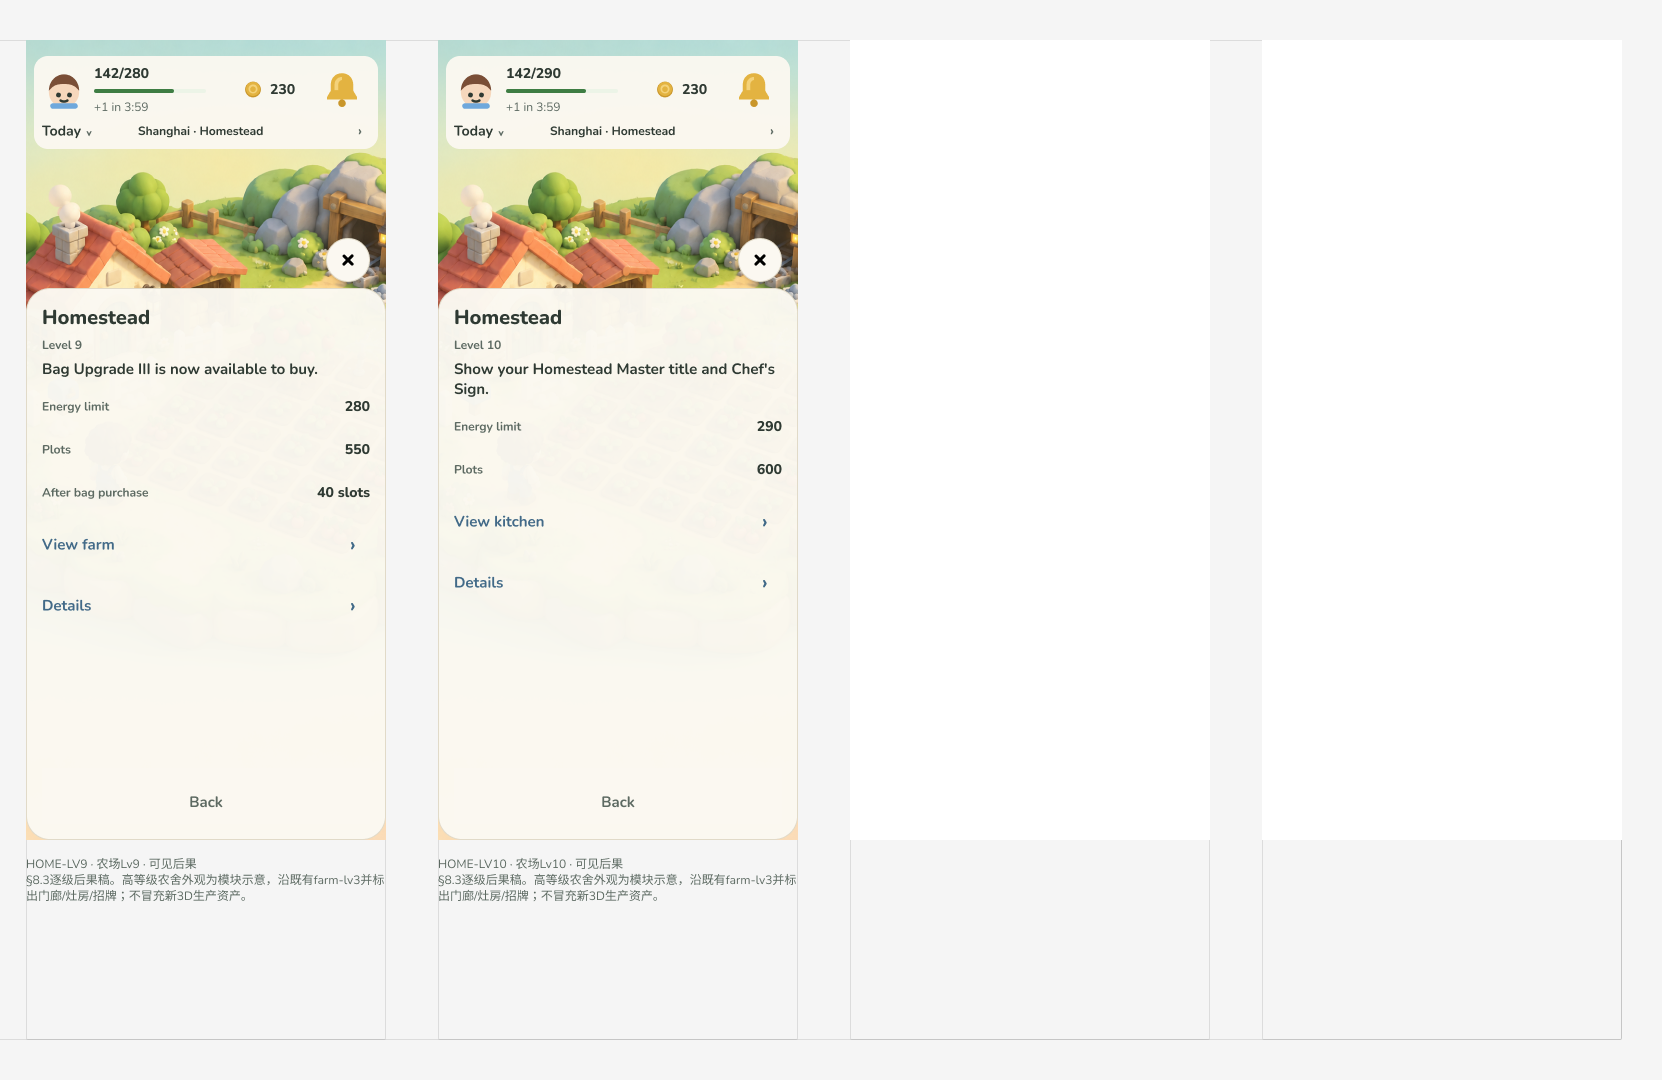 142/280
230
+1 in 3:59
Today ˅
Shanghai · Homestead
›
Homestead
Level 9
Bag Upgrade III is now available to buy.
Energy limit
280
Plots
550
After bag purchase
40 slots
View farm
›
Details
›
Back
HOME-LV9 · 农场Lv9 · 可见后果
§8.3逐级后果稿。高等级农舍外观为模块示意，沿既有farm-lv3并标
出门廊/灶房/招牌；不冒充新3D生产资产。
142/290
230
+1 in 3:59
Today ˅
Shanghai · Homestead
›
Homestead
Level 10
Show your Homestead Master title and Chef's
Sign.
Energy limit
290
Plots
600
View kitchen
›
Details
›
Back
HOME-LV10 · 农场Lv10 · 可见后果
§8.3逐级后果稿。高等级农舍外观为模块示意，沿既有farm-lv3并标
出门廊/灶房/招牌；不冒充新3D生产资产。